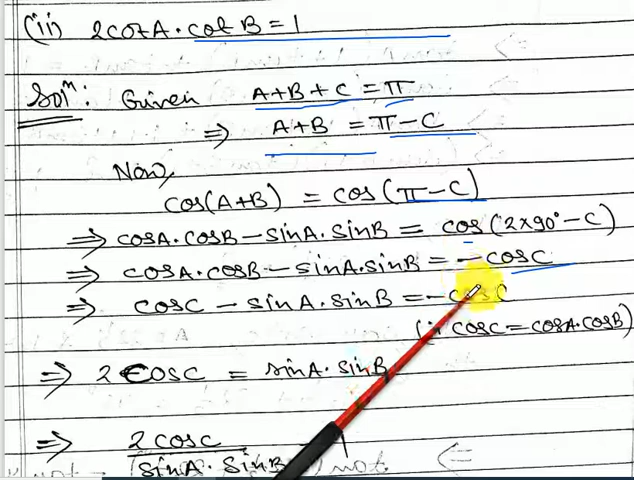 (ii) 2cotA·cotB = 1
Solⁿ: Given A+B+C = π
⇒ A+B = π-C
Now,
cos(A+B) = cos(π-C)
⇒ cosA·cosB - sinA·sinB = cos(2×90°-C)
⇒ cosA·cosB - sinA·sinB = -cosC
⇒ cosC - sinA·sinB = -cosC
(∵ cosC = cosA·cosB)
⇒ 2cosC = sinA·sinB
⇒ 2cosC
sinA·sinB